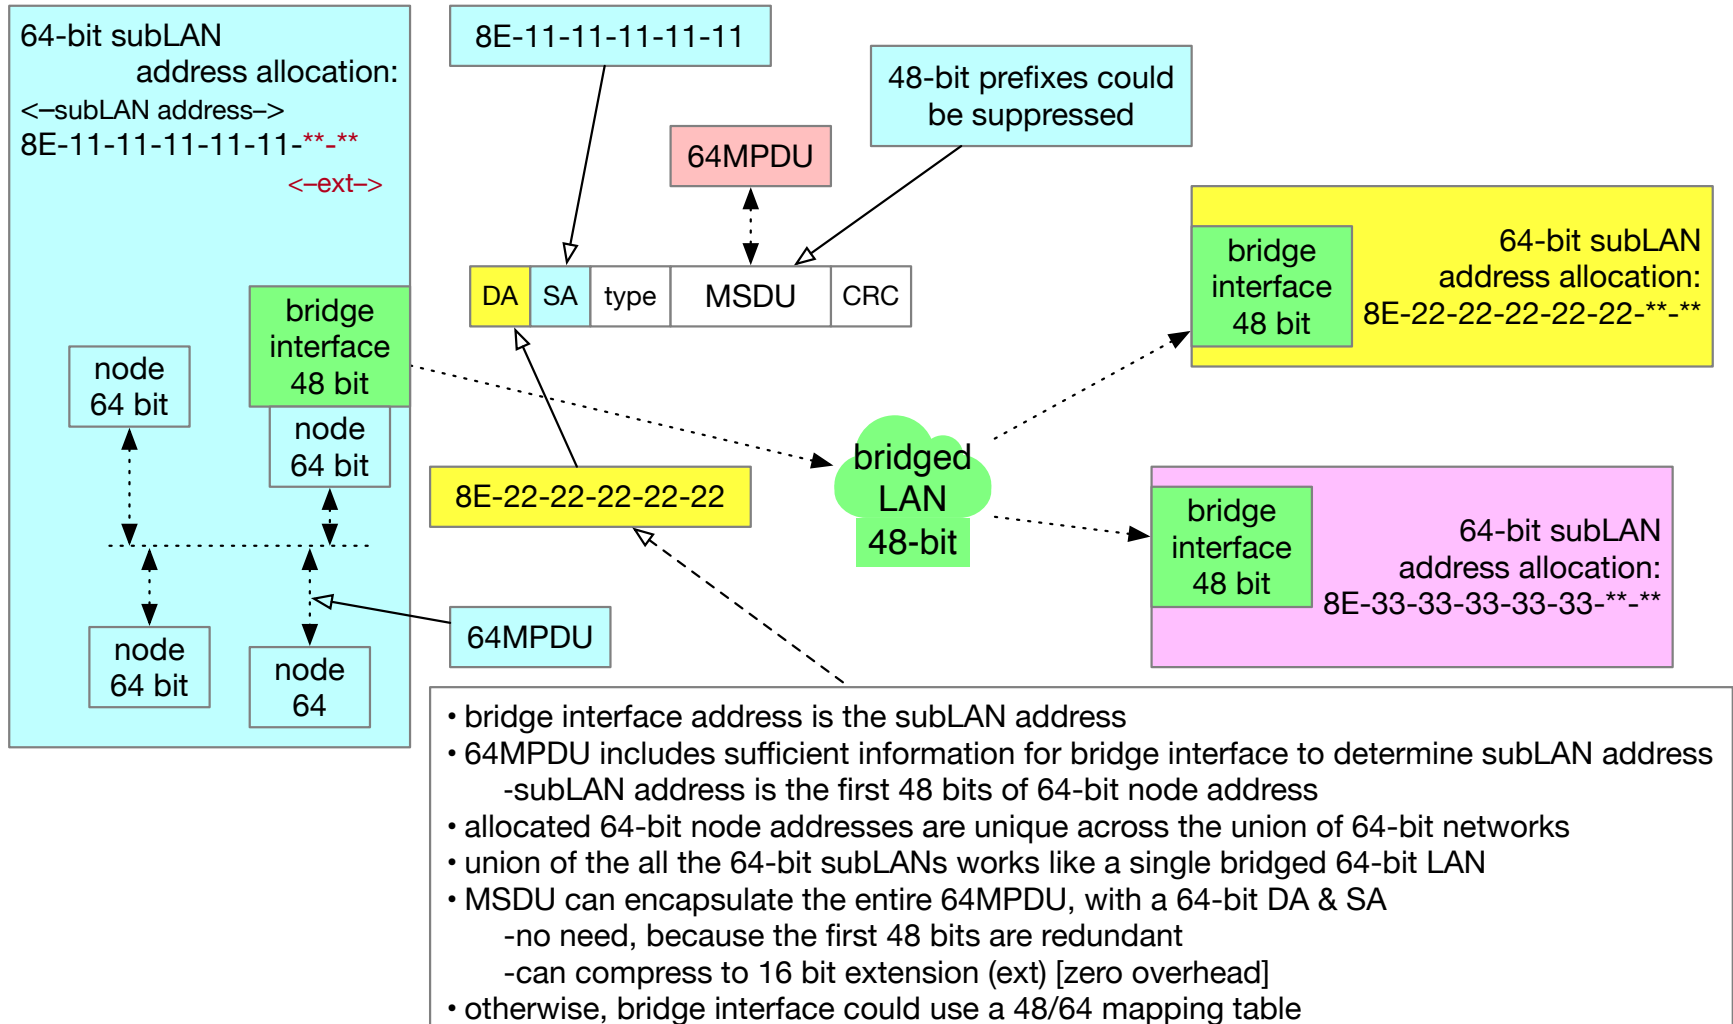 64-bit subLAN
address allocation:
<–subLAN address–>
8E-11-11-11-11-11-**-**
<–ext–>
8E-11-11-11-11-11
48-bit prefixes could
be suppressed
64MPDU
DA
SA
type
MSDU
CRC
bridge
interface
48 bit
node
64 bit
node
64 bit
node
64 bit
node
64
64MPDU
8E-22-22-22-22-22
bridged
LAN
48-bit
bridge
interface
48 bit
64-bit subLAN
address allocation:
8E-22-22-22-22-22-**-**
bridge
interface
48 bit
64-bit subLAN
address allocation:
8E-33-33-33-33-33-**-**
• bridge interface address is the subLAN address
• 64MPDU includes sufficient information for bridge interface to determine subLAN address
-subLAN address is the first 48 bits of 64-bit node address
• allocated 64-bit node addresses are unique across the union of 64-bit networks
• union of the all the 64-bit subLANs works like a single bridged 64-bit LAN
• MSDU can encapsulate the entire 64MPDU, with a 64-bit DA & SA
-no need, because the first 48 bits are redundant
-can compress to 16 bit extension (ext) [zero overhead]
• otherwise, bridge interface could use a 48/64 mapping table